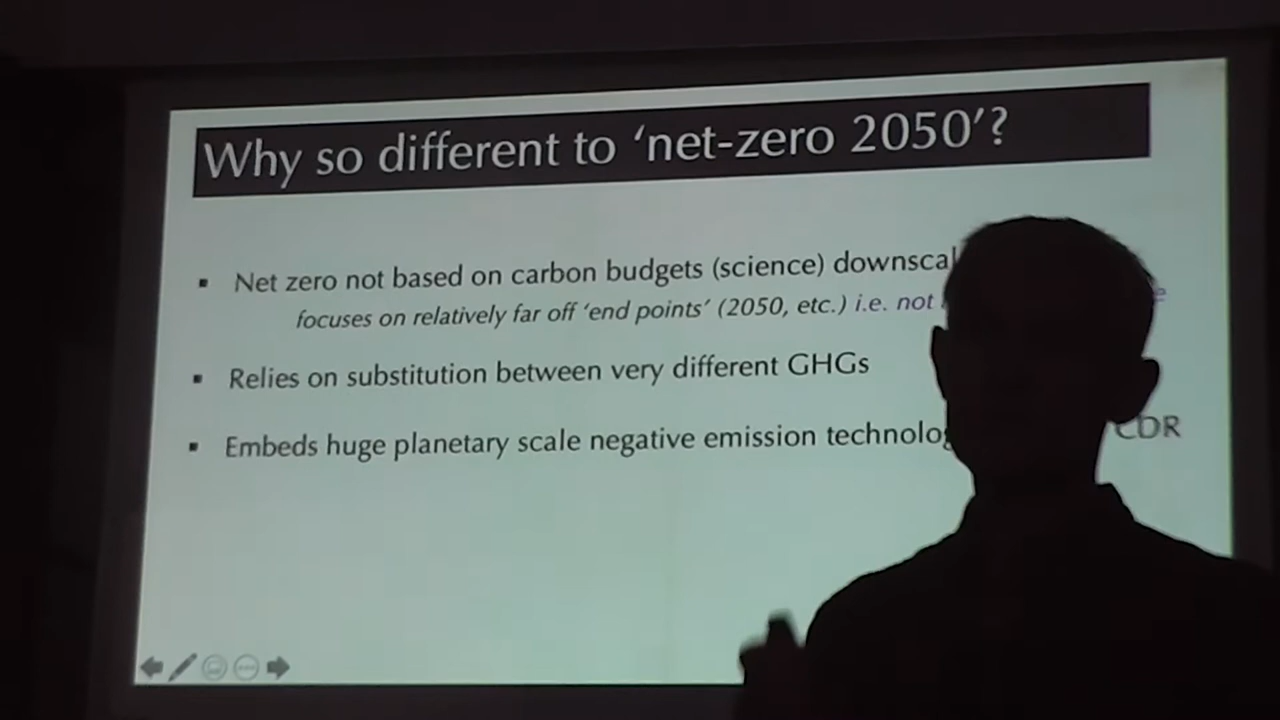 Why so different to ‘net-zero 2050’?
▪ Net zero not based on carbon budgets (science)
focuses on relatively far off ‘end points’ (2050, etc.) i.e. not
▪ Relies on substitution between very different GHGs
▪ Embeds huge planetary scale negative emission CDR